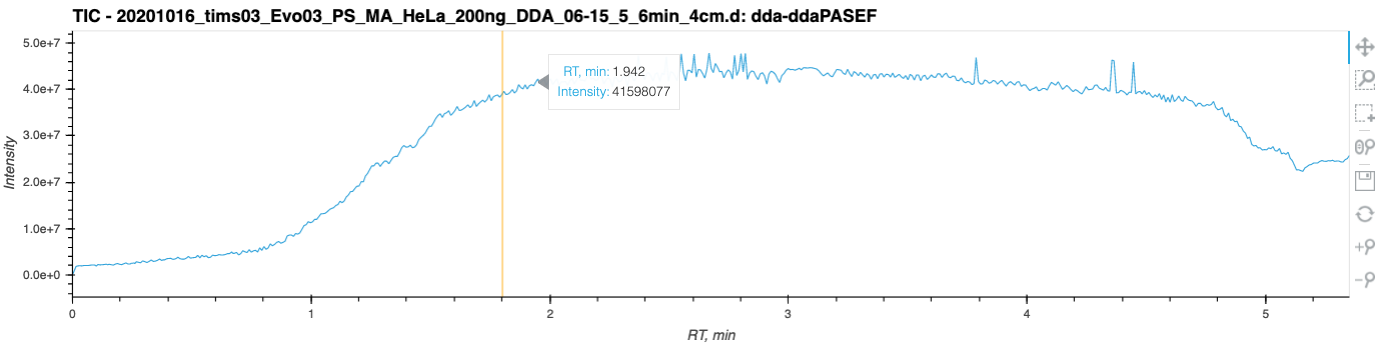 TIC - 20201016_tims03_Evo03_PS_MA_HeLa_200ng_DDA_06-15_5_6min_4cm.d: dda-ddaPASEF
5.0e+7
4.0e+7
3.0e+7
2.0e+7
1.0e+7
0.0e+0
Intensity
RT, min: 1.942
Intensity: 41598077
0
1
2
3
4
5
RT, min